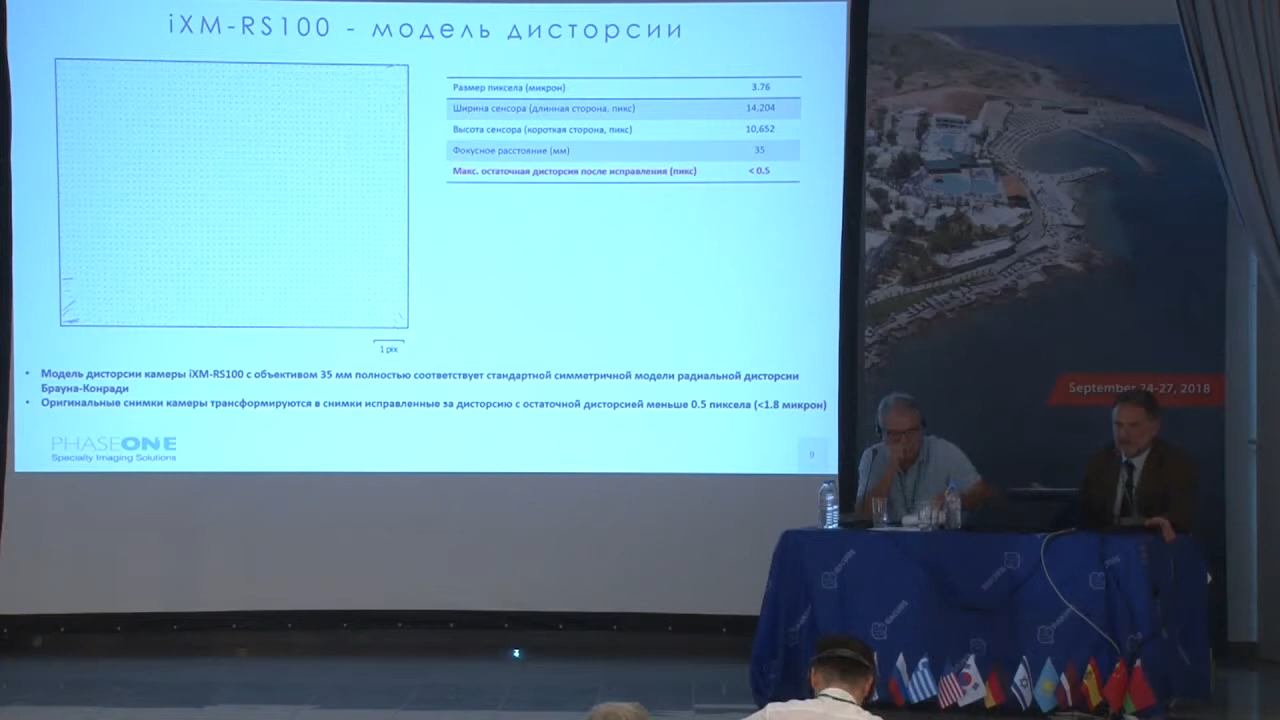 iXM-RS100 - модель дисторсии
Размер пиксела (микрон) 3.76
Ширина сенсора (длинная сторона, пикс) 14,204
Высота сенсора (короткая сторона, пикс) 10,652
Фокусное расстояние (мм) 35
Макс. остаточная дисторсия после исправления (пикс) < 0.5
1 pix
• Модель дисторсии камеры iXM-RS100 с объективом 35 мм полностью соответствует стандартной симметричной модели радиальной дисторсии
Брауна-Конради
• Оригинальные снимки камеры трансформируются в снимки исправленные за дисторсию с остаточной дисторсией меньше 0.5 пиксела (<1.8 микрон)
PHASEONE
Specialty Imaging Solutions
9
September 24-27, 2018